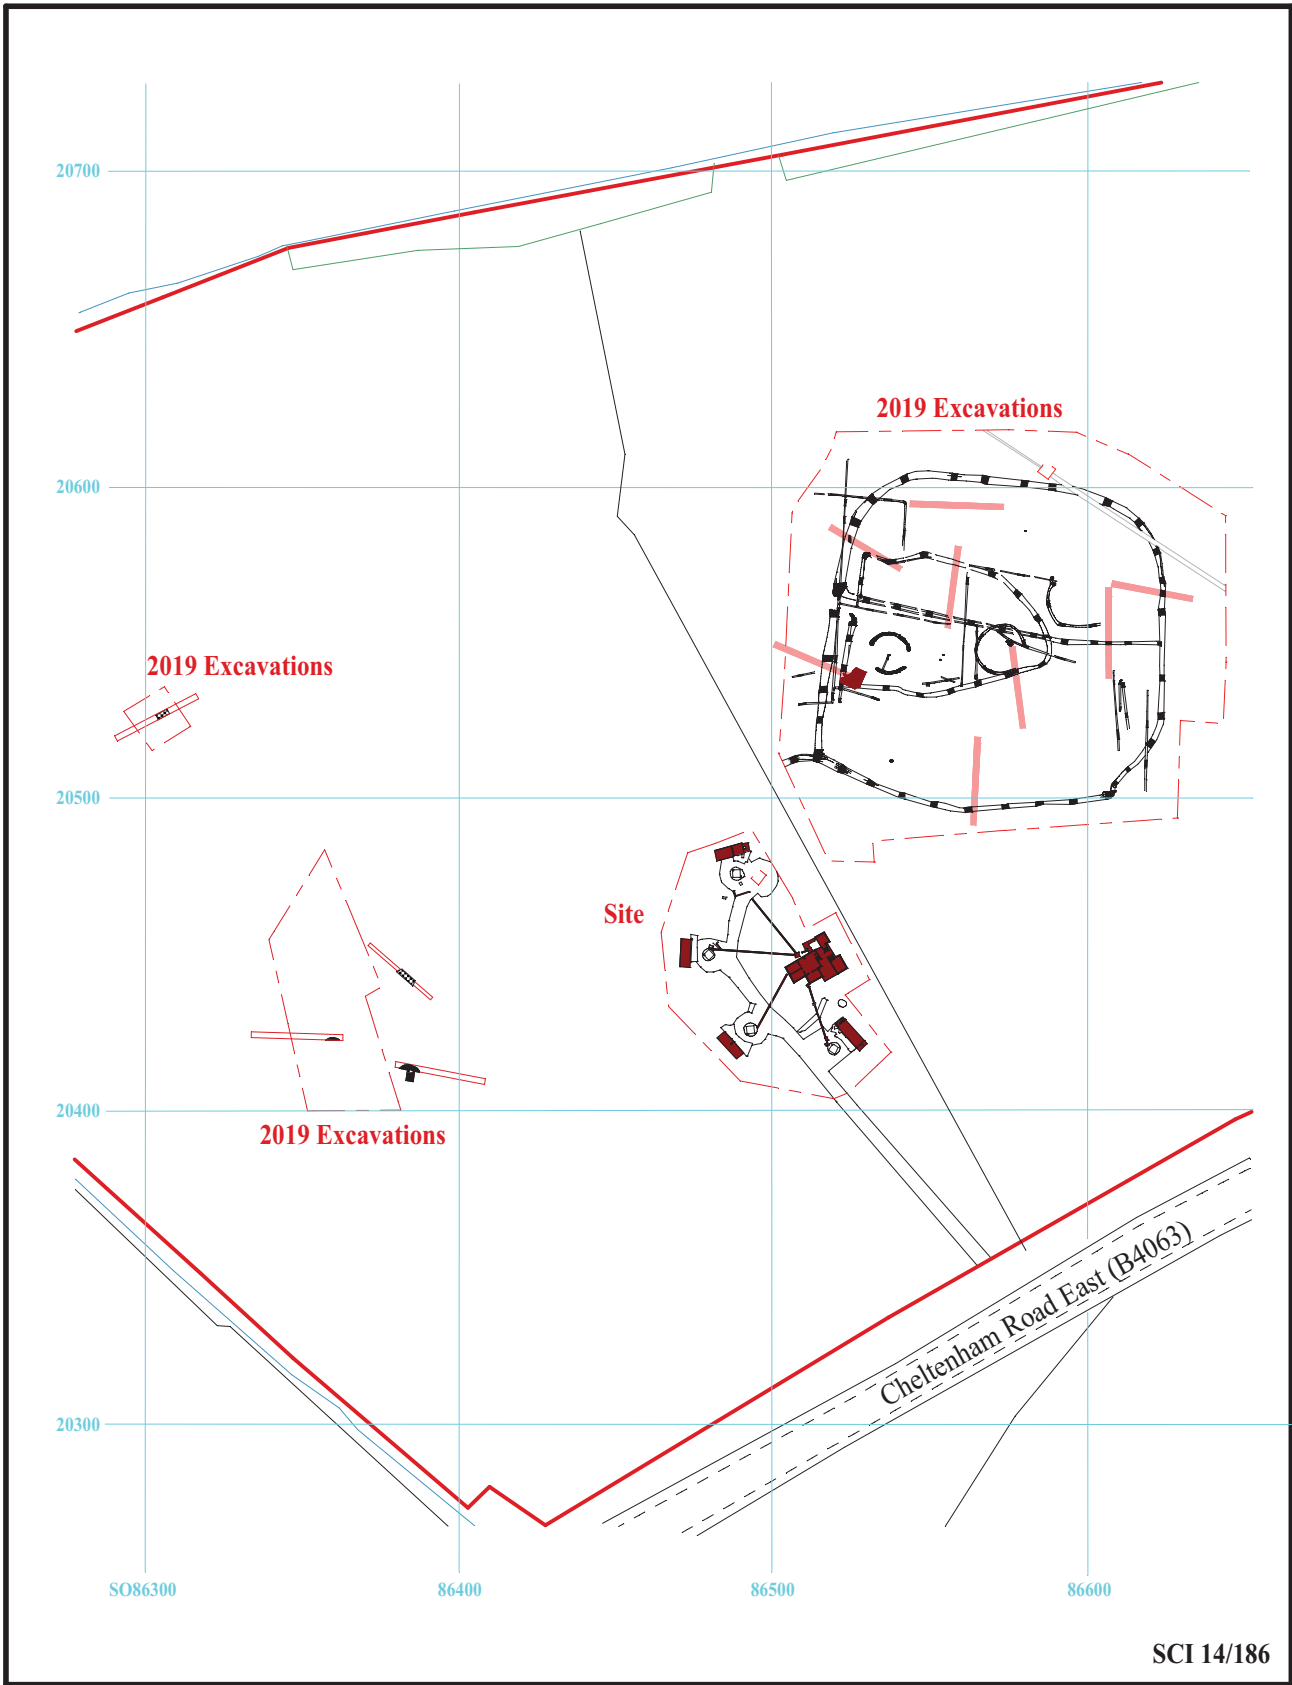 20700
2019 Excavations
20600
2019 Excavations
20500
Site
20400
2019 Excavations
Cheltenham Road East (B4063)
20300
SO86300
86400
86500
86600
SCI 14/186